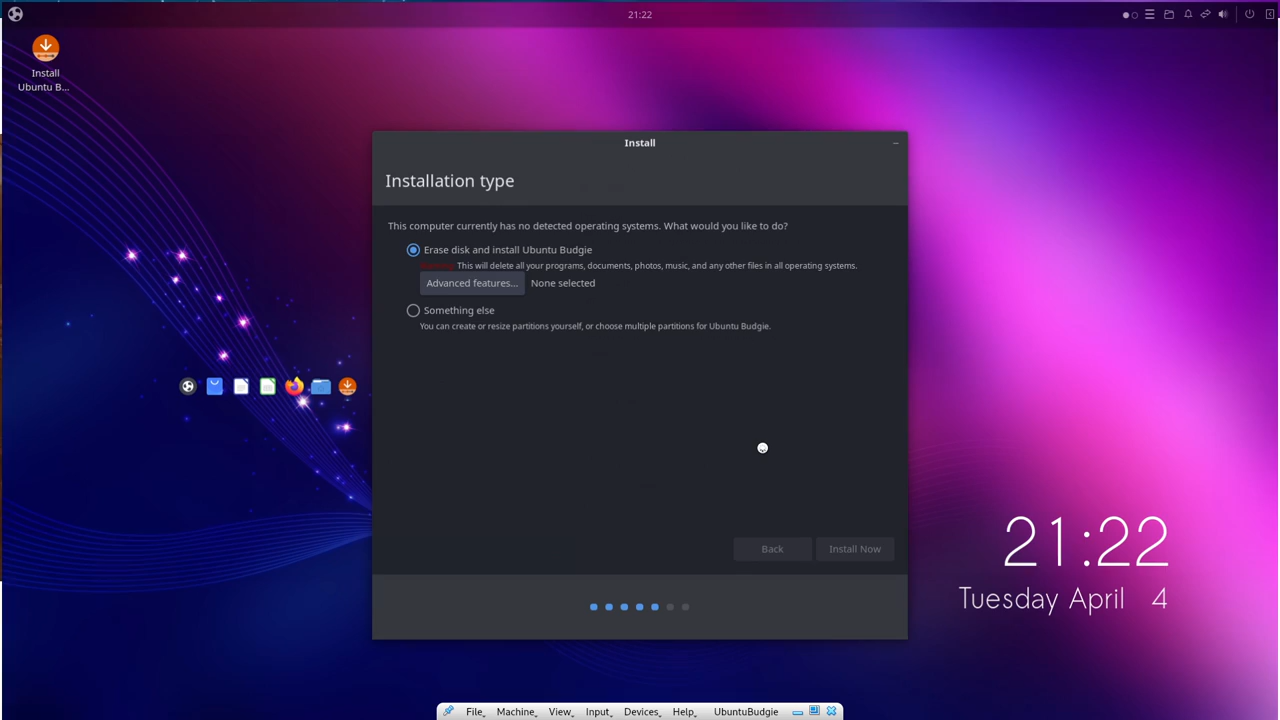 21:22
Install
Ubuntu B...
Install
Installation type
This computer currently has no detected operating systems. What would you like to do?
Erase disk and install Ubuntu Budgie
This will delete all your programs, documents, photos, music, and any other files in all operating systems.
Advanced features... None selected
Something else
You can create or resize partitions yourself, or choose multiple partitions for Ubuntu Budgie.
Back Install Now
21:22
Tuesday April 4
File Machine View Input Devices Help UbuntuBudgie